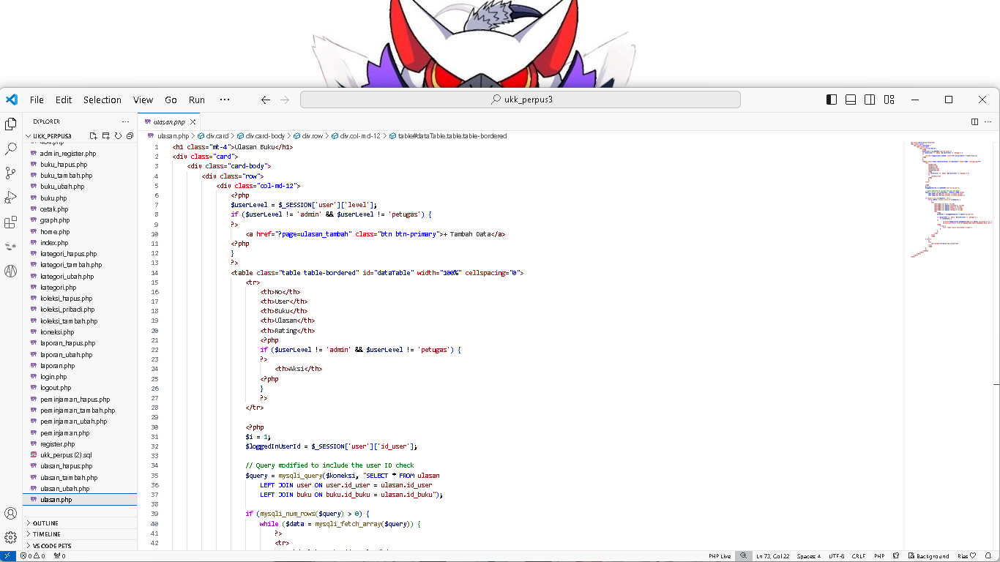 File Edit Selection View Go Run ··· ukk_perpus3
EXPLORER ···
ulasan.php
UKK_PERPUS3
admin_register.php
buku_hapus.php
buku_tambah.php
buku_ubah.php
buku.php
cetak.php
graph.php
home.php
index.php
kategori_hapus.php
kategori_tambah.php
kategori_ubah.php
kategori.php
koleksi_hapus.php
koleksi_pribadi.php
koleksi_tambah.php
koneksi.php
laporan_hapus.php
laporan_ubah.php
laporan.php
login.php
logout.php
peminjaman_hapus.php
peminjaman_tambah.php
peminjaman_ubah.php
peminjaman.php
register.php
ukk_perpus (2).sql
ulasan_hapus.php
ulasan_tambah.php
ulasan_ubah.php
ulasan.php
OUTLINE
TIMELINE
VS CODE PETS
ulasan.php > div.card > div.card-body > div.row > div.col-md-12 > table#dataTable.table.table-bordered
1 <h1 class="mt-4">Ulasan Buku</h1>
2 <div class="card">
3 <div class="card-body">
4 <div class="row">
5 <div class="col-md-12">
6 <?php
7 $userLevel = $_SESSION['user']['level'];
8 if ($userLevel != 'admin' && $userLevel != 'petugas') {
9 ?>
10 <a href="?page=ulasan_tambah" class="btn btn-primary">+ Tambah Data</a>
11 <?php
12 }
13 ?>
14 <table class="table table-bordered" id="dataTable" width="100%" cellspacing="0">
15 <tr>
16 <th>No</th>
17 <th>User</th>
18 <th>Buku</th>
19 <th>Ulasan</th>
20 <th>Rating</th>
21 <?php
22 if ($userLevel != 'admin' && $userLevel != 'petugas') {
23 ?>
24 <th>Aksi</th>
25 <?php
26 }
27 ?>
28 </tr>
29
30 <?php
31 $i = 1;
32 $loggedInUserId = $_SESSION['user']['id_user'];
33
34 // Query modified to include the user ID check
35 $query = mysqli_query($koneksi, "SELECT * FROM ulasan
36 LEFT JOIN user ON user.id_user = ulasan.id_user
37 LEFT JOIN buku ON buku.id_buku = ulasan.id_buku");
38
39 if (mysqli_num_rows($query) > 0) {
40 while ($data = mysqli_fetch_array($query)) {
41 ?>
42 <tr>
0 0 0 PHP Live Ln 73, Col 22 Spaces: 4 UTF-8 CRLF PHP Background Rias